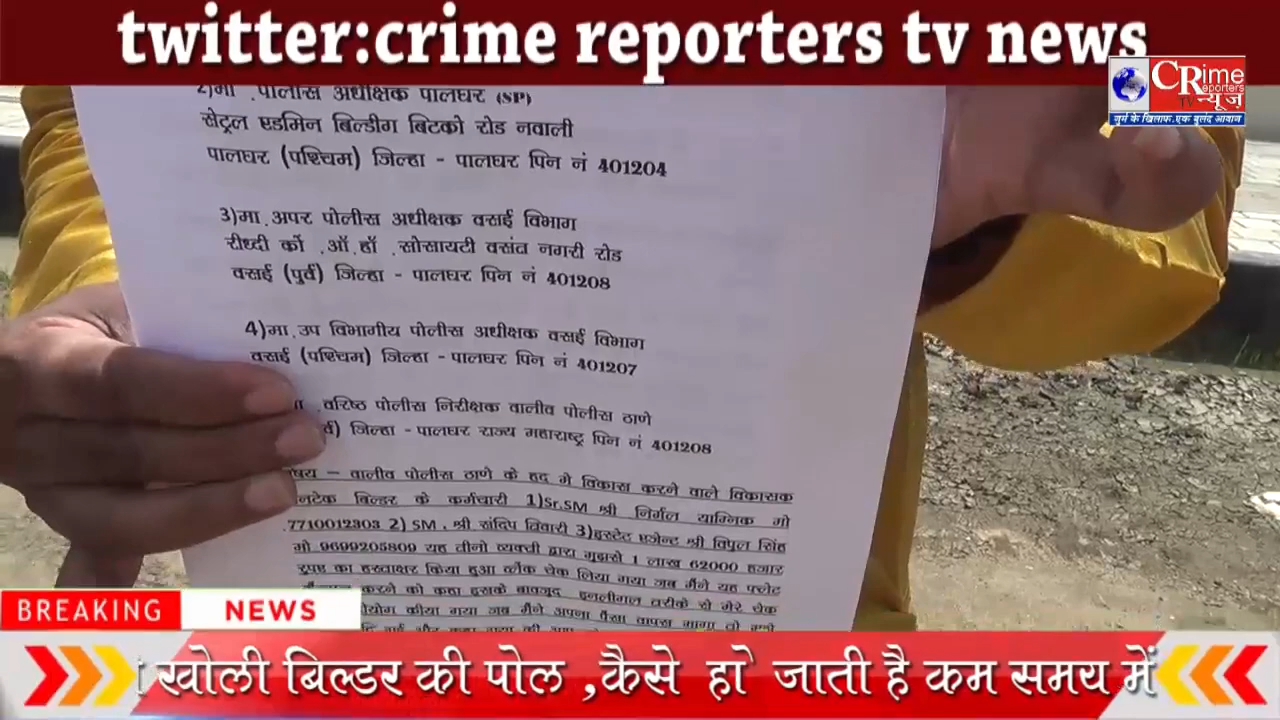 twitter:crime reporters tv news
CRime
Reporters
TV न्यूज़
जुर्म के खिलाफ-एक बुलंद आवाज
2)मा .पोलीस अधीक्षक पालघर (SP)
सेट्रल एडमिन बिल्डीग बिटको रोड नवाली
पालघर (पश्चिम) जिल्हा - पालघर पिन नं 401204
3)मा .अपर पोलीस अधीक्षक वसई विभाग
रीध्दी को .ऑ.हॉ .सोसायटी वसंत नगरी रोड
वसई (पुर्व) जिल्हा - पालघर पिन नं 401208
4)मा .उप विभागीय पोलीस अधीक्षक वसई विभाग
वसई (पश्चिम) जिल्हा - पालघर पिन नं 401207
.वरिष्ठ पोलीस निरीक्षक वालीव पोलीस ठाणे
जिल्हा - पालघर राज्य महाराष्ट्र पिन नं 401208
– वालीव पोलीस ठाणे के हद मे विकास करने वाले विकासक
बिल्डर के कर्मचारी 1)Sr.SM श्री निर्मल याग्निक मो
.7710012303 2) SM . श्री संदिप तिवारी 3)इस्टेट एजेन्ट श्री विपुल सिंह
मो 9699205809 यह तीनो व्यक्ती द्वारा मुझसे 1 लाख 62000 हजार
रूपए का हस्ताक्षर किया हुआ ब्लॅंक चेक लिया गया जब मैंने यह फ्लेट
करने को कहा इसके बावजूद इनलीगल तरीके से मेरे चेक
किया गया जब मैंने अपना पैसा वापस मागा तो
BREAKING NEWS
खोली बिल्डर की पोल ,कैसे हो जाती है कम समय में